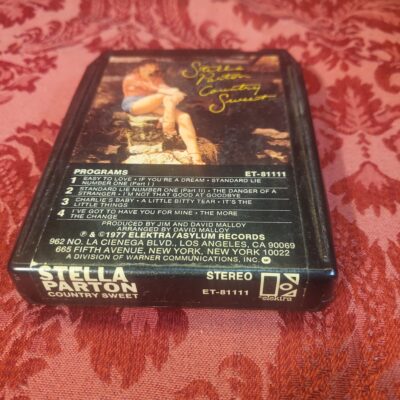 Stella
Parton
Country
Sweet
PROGRAMS ET-81111
1 EASY TO LOVE • IF YOU'RE A DREAM • STANDARD LIE
NUMBER ONE (Part I)
2 STANDARD LIE NUMBER ONE (Part II) • THE DANGER OF A
STRANGER • I'M NOT THAT GOOD AT GOODBYE
3 CHARLIE'S BABY • A LITTLE BITTY TEAR • IT'S THE
LITTLE THINGS
4 I'VE GOT TO HAVE YOU FOR MINE • THE MORE
THE CHANGE
PRODUCED BY JIM AND DAVID MALLOY
ARRANGED BY DAVID MALLOY
©1977 ELEKTRA/ASYLUM RECORDS
962 NO. LA CIENEGA BLVD., LOS ANGELES, CA 90069
665 FIFTH AVENUE, NEW YORK, NEW YORK 10022
A DIVISION OF WARNER COMMUNICATIONS, INC.
STELLA
PARTON
COUNTRY SWEET
STEREO
ET-81111
elektra